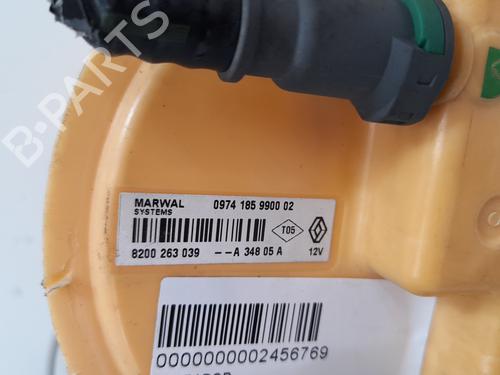 B-PARTS
MARWAL
SYSTEMS
0974 185 9900 02
T05
8200 263 039 --A 348 05 A
12V
0000000002456769